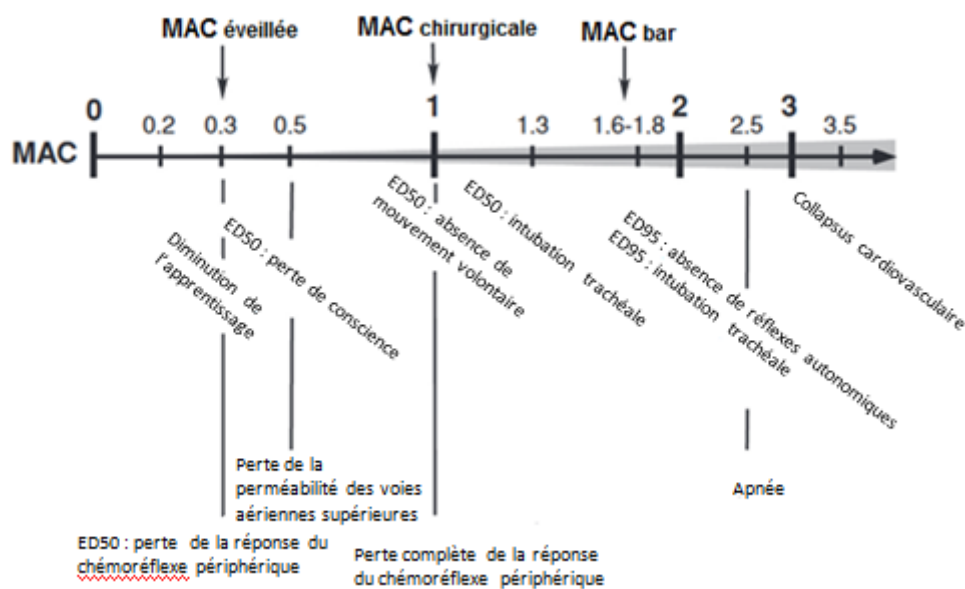 MAC éveillée
MAC chirurgicale
MAC bar
0
0.2
0.3
0.5
1
1.3
1.6-1.8
2
2.5
3
3.5
MAC
Diminution de
l'apprentissage
ED50 : perte de conscience
ED50 : absence de
mouvement volontaire
ED50 : intubation trachéale
ED95 : absence de réflexes autonomiques
ED95 : intubation trachéale
Collapsus cardiovasculaire
Perte de la
perméabilité des voies
aériennes supérieures
Apnée
ED50 : perte de la réponse du
chémoréflexe périphérique
Perte complète de la réponse
du chémoréflexe périphérique